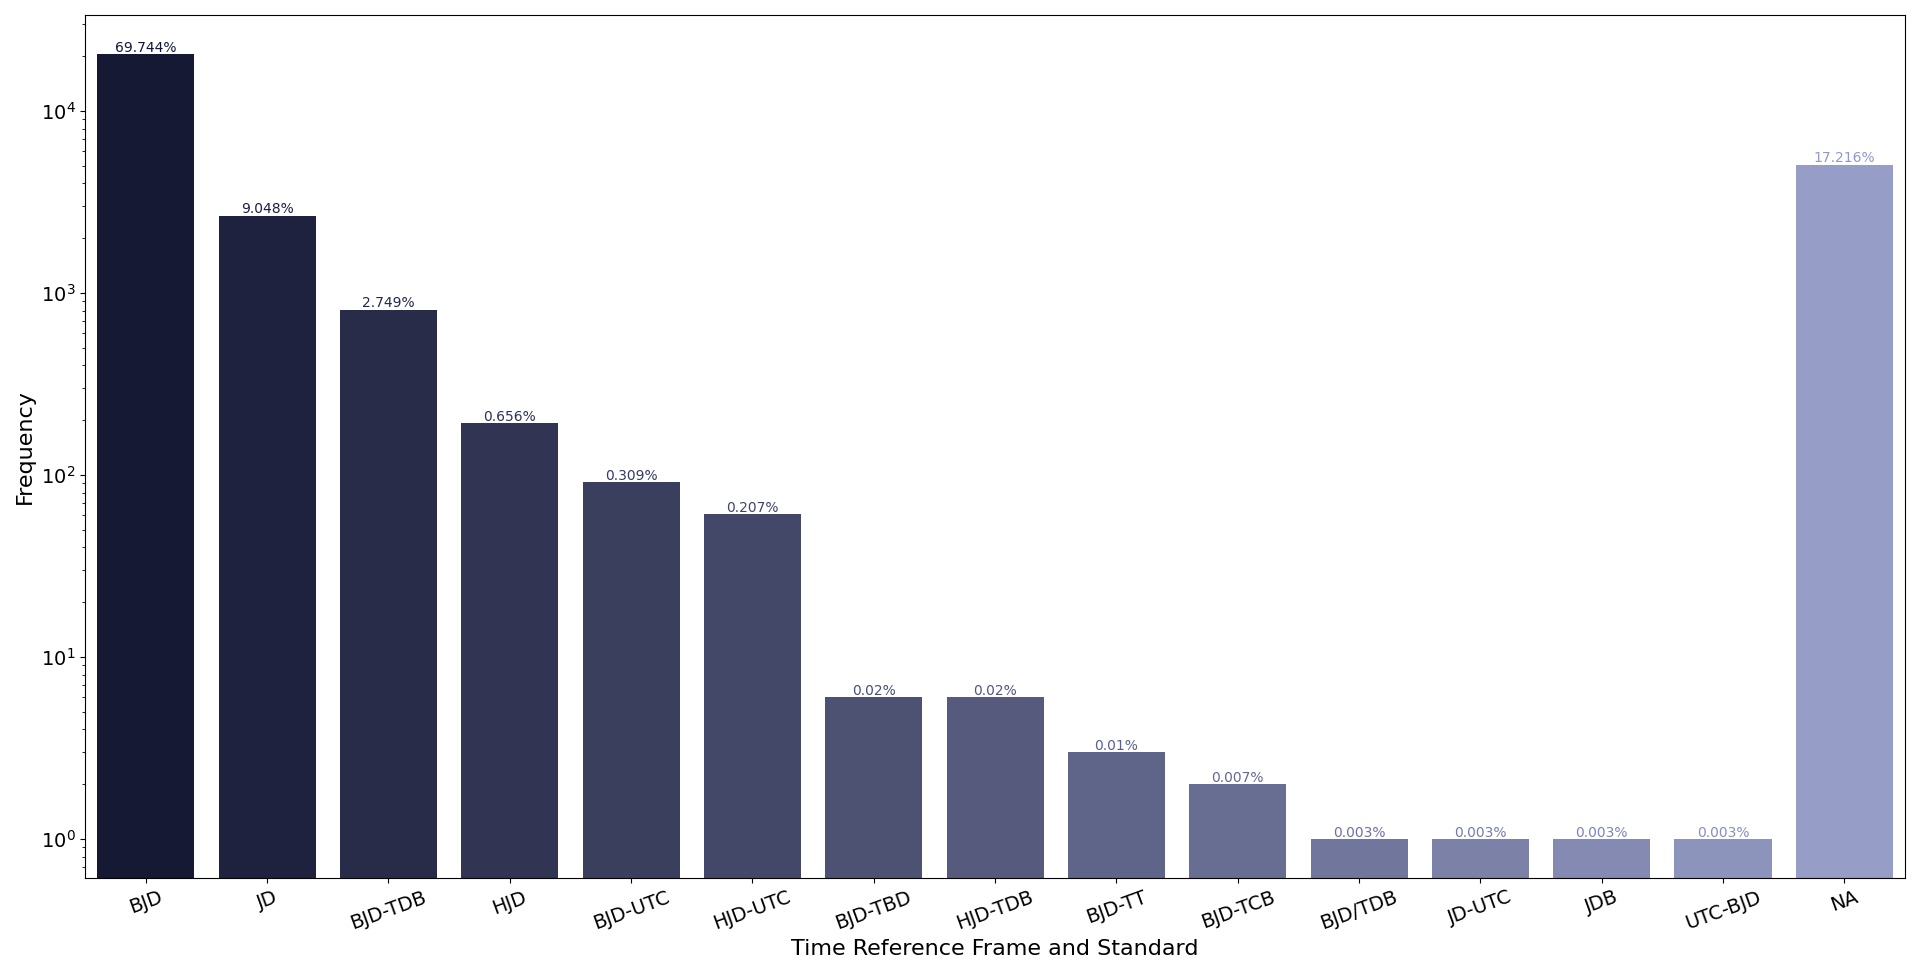 69.744%
9.048%
2.749%
0.656%
0.309%
0.207%
0.02%
0.02%
0.01%
0.007%
0.003%
0.003%
0.003%
0.003%
17.216%
10^4
10^3
10^2
10^1
10^0
Frequency
BJD
JD
BJD-TDB
HJD
BJD-UTC
HJD-UTC
BJD-TBD
HJD-TDB
BJD-TT
BJD-TCB
BJD/TDB
JD-UTC
JDB
UTC-BJD
NA
Time Reference Frame and Standard